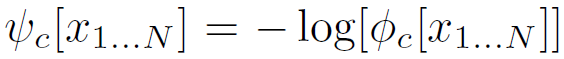 ψ_c[x_{1...N}] = − log[ϕ_c[x_{1...N}]]